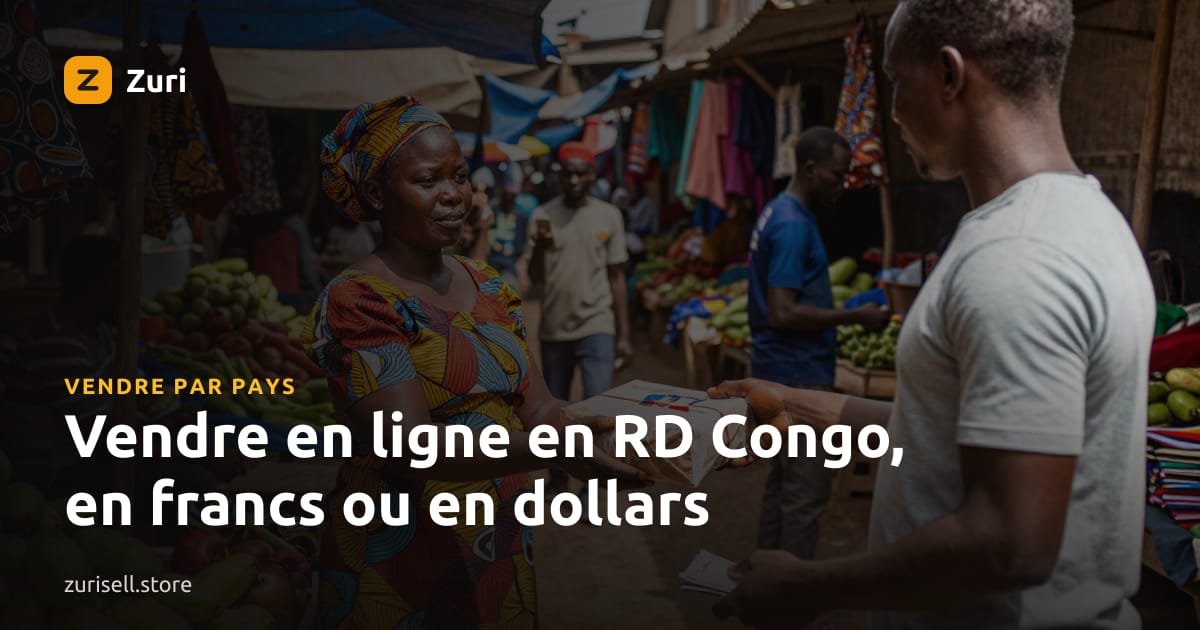 Z Zuri
VENDRE PAR PAYS
Vendre en ligne en RD Congo,
en francs ou en dollars
zurisell.store